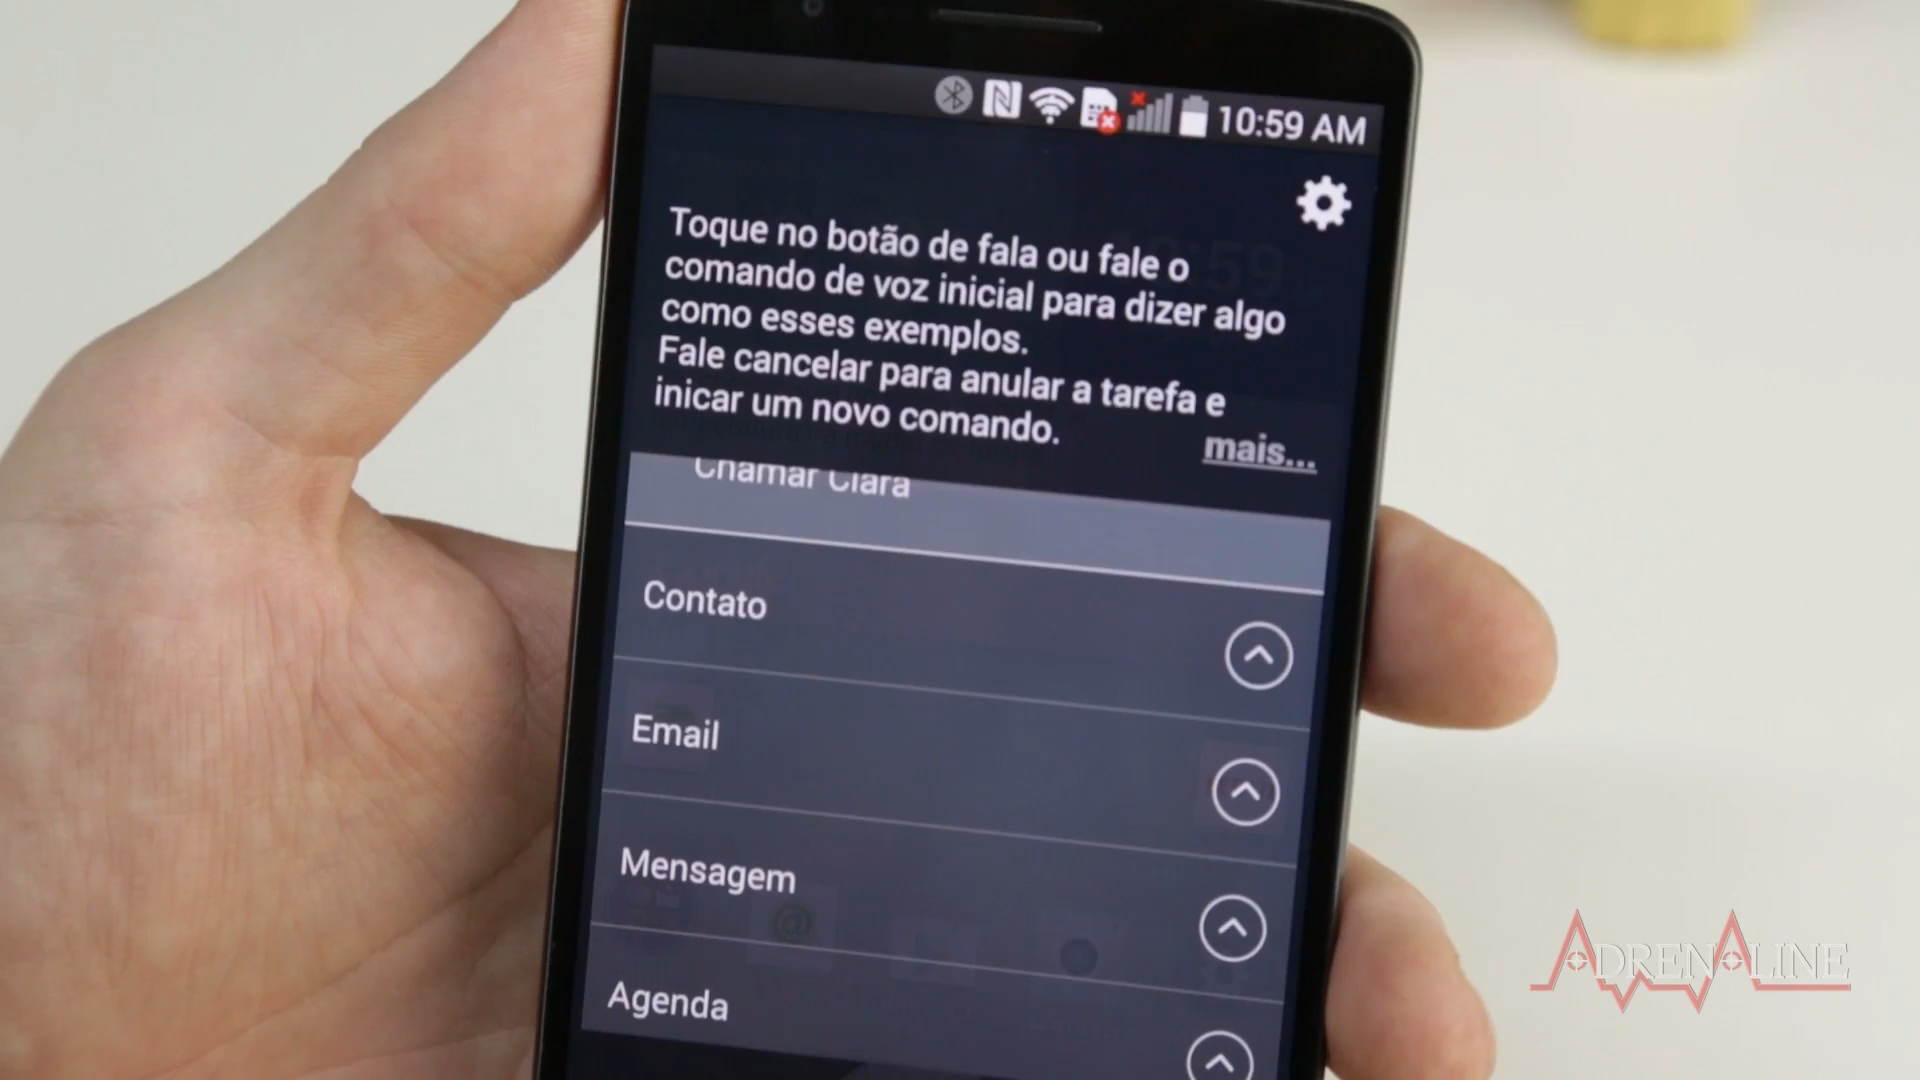 10:59 AM
Toque no botão de fala ou fale o
comando de voz inicial para dizer algo
como esses exemplos.
Fale cancelar para anular a tarefa e
inicar um novo comando.
mais...
Chamar Clara
Contato
Email
Mensagem
Agenda
ADRENALINE